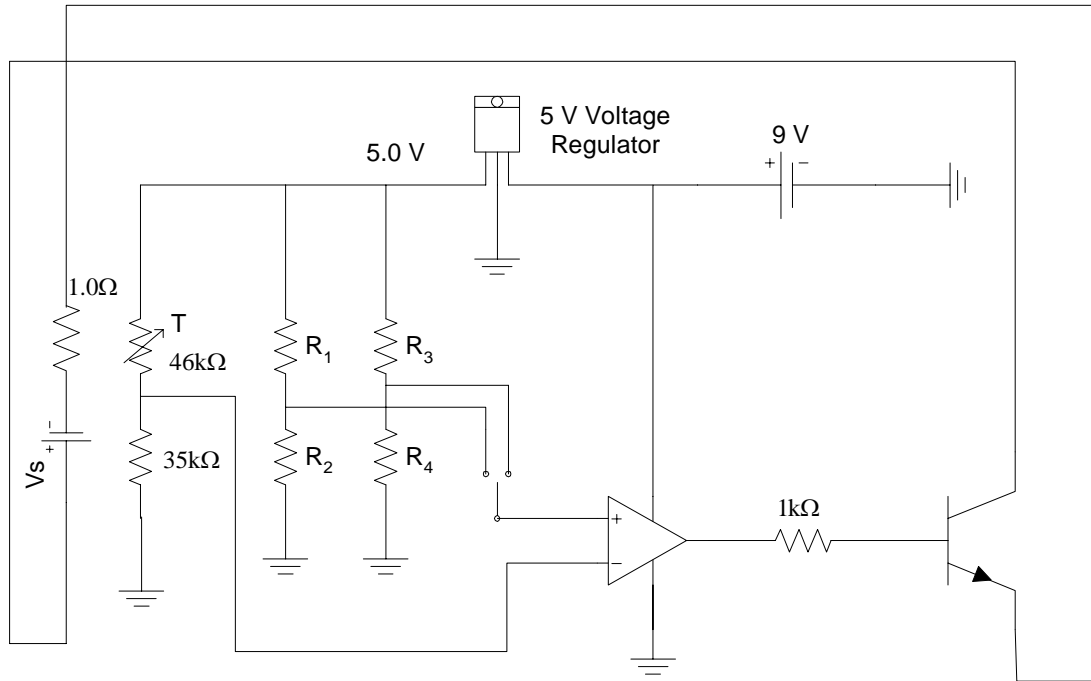 5 V Voltage
Regulator
9 V
5.0 V
+ -
1.0Ω
T
46kΩ
R1
R3
Vs
+ -
35kΩ
R2
R4
1kΩ
+
-